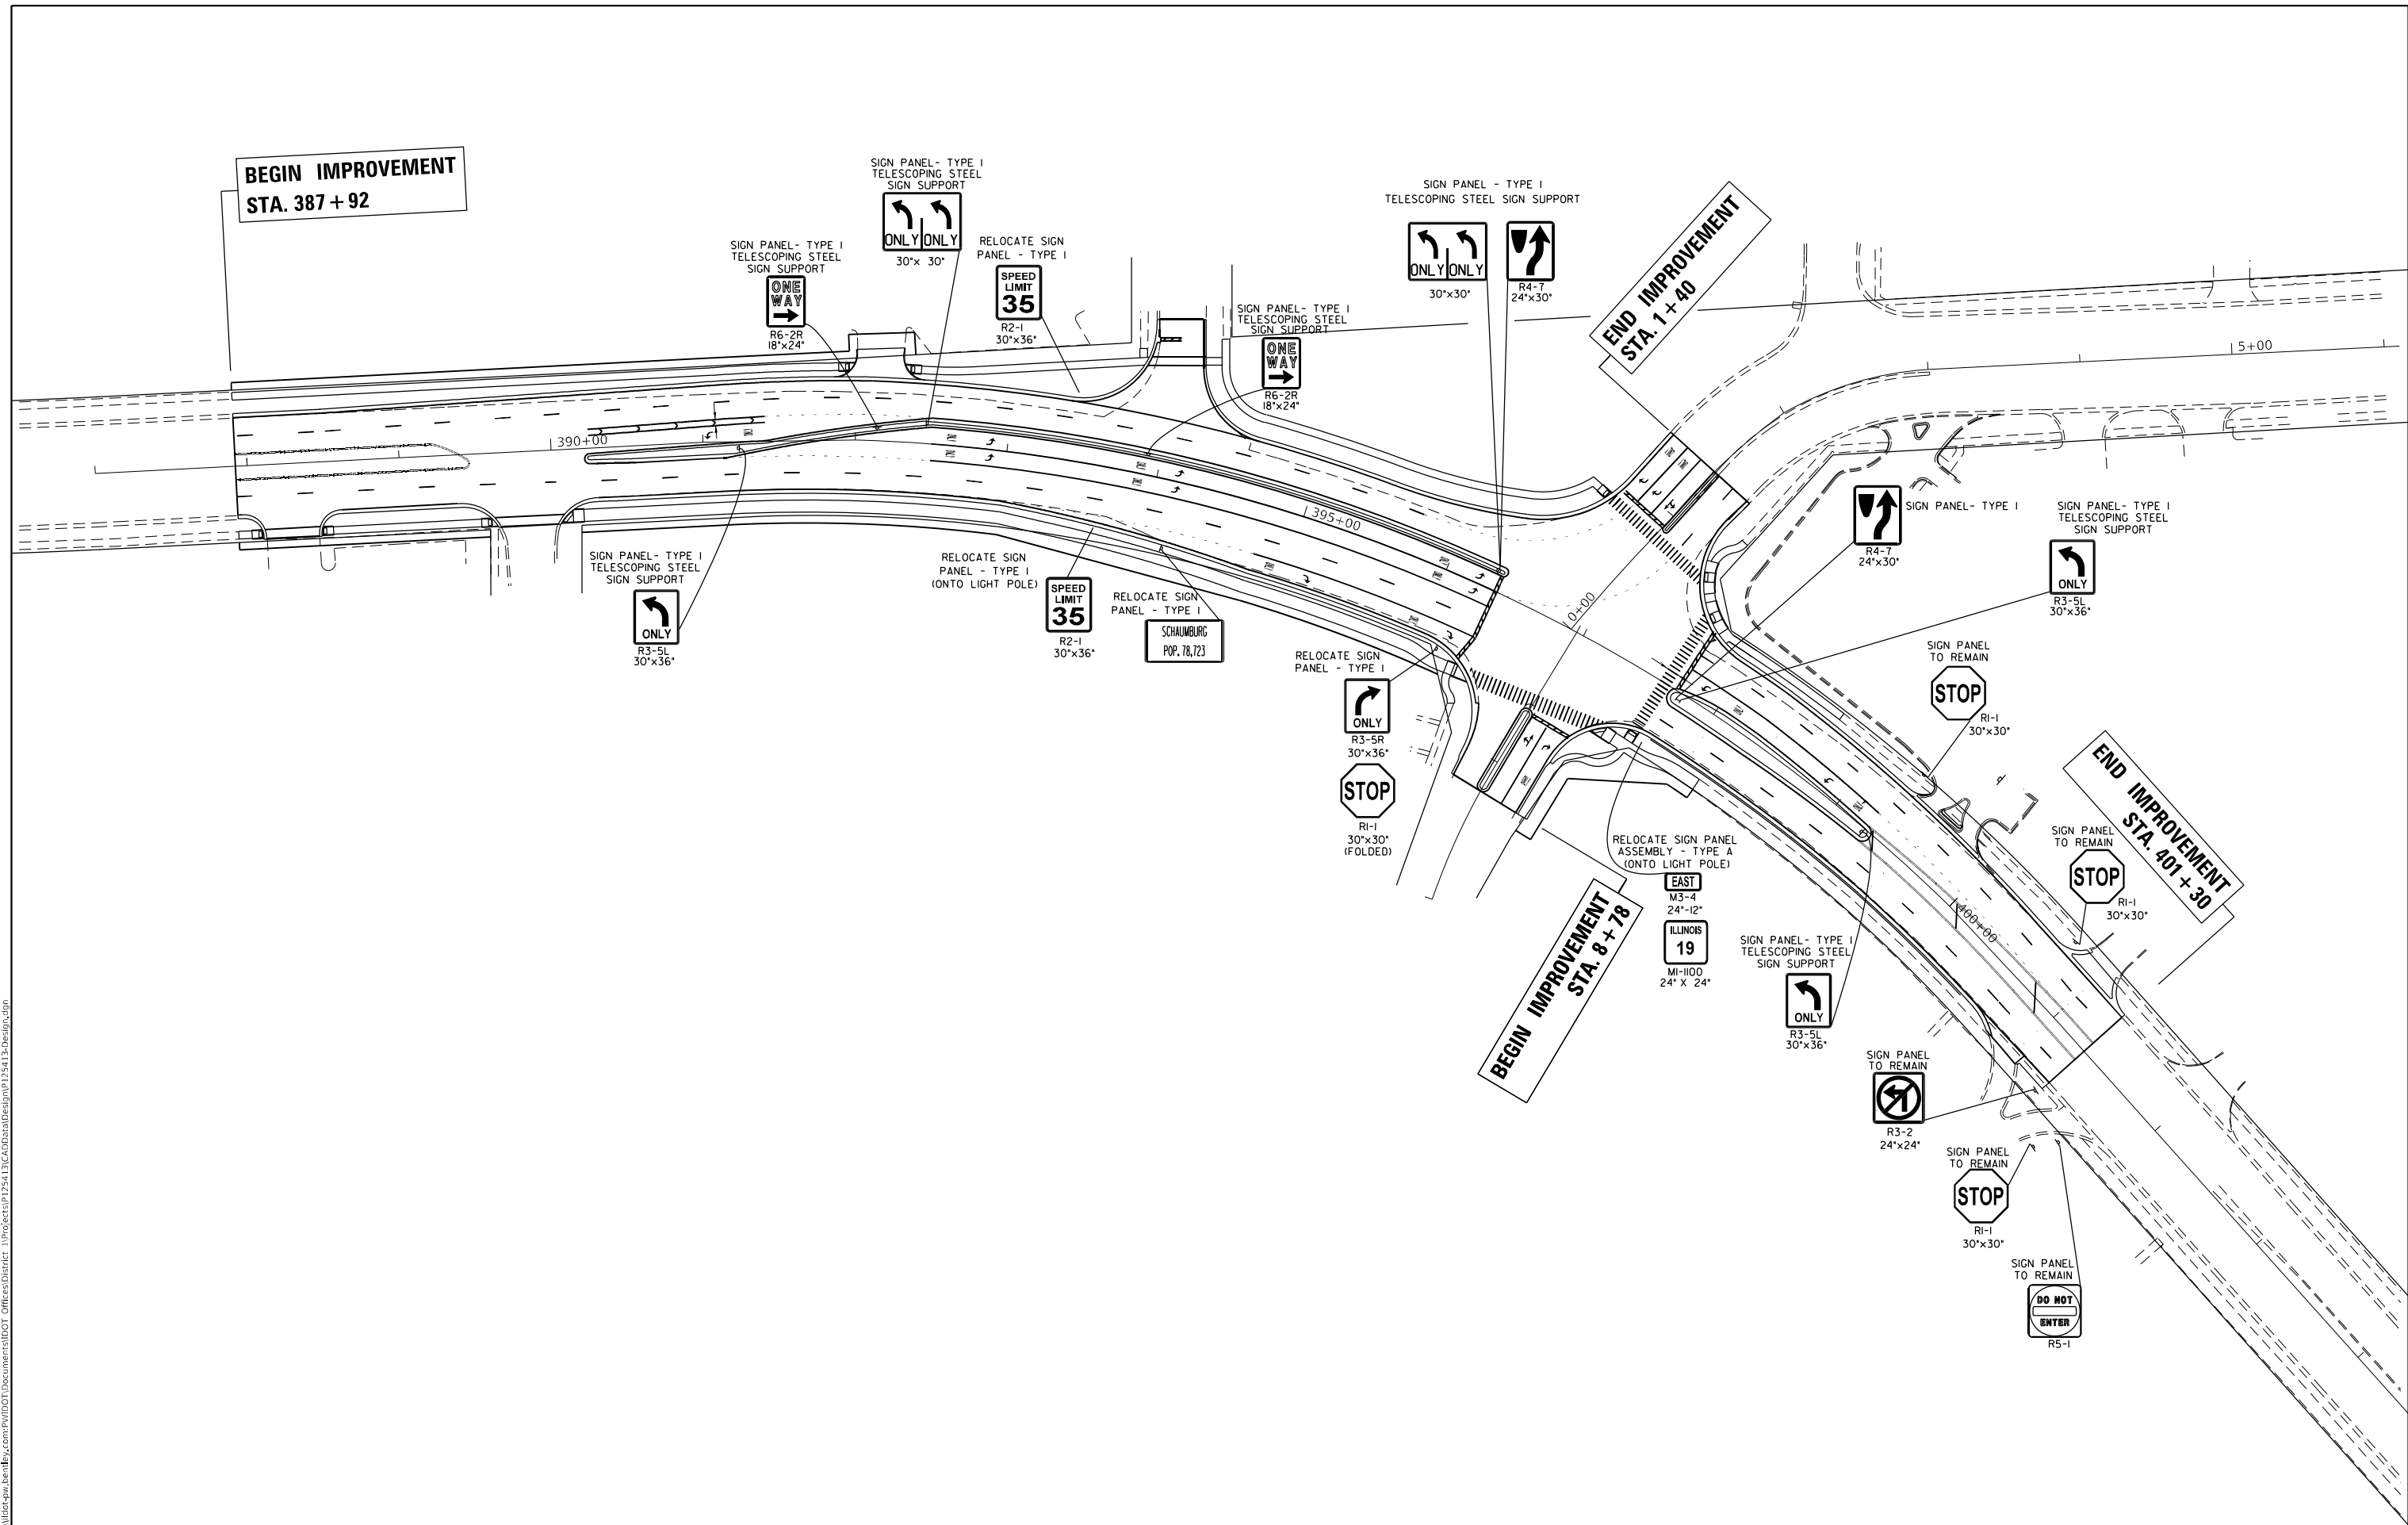 BEGIN IMPROVEMENT
STA. 387+92
SIGN PANEL- TYPE I
TELESCOPING STEEL
SIGN SUPPORT
ONE
WAY
R6-2R
18"x24"
SIGN PANEL- TYPE I
TELESCOPING STEEL
SIGN SUPPORT
ONLY ONLY
30"x 30"
RELOCATE SIGN
PANEL - TYPE I
SPEED
LIMIT
35
R2-1
30"x36"
SIGN PANEL- TYPE I
TELESCOPING STEEL
SIGN SUPPORT
ONE
WAY
R6-2R
18"x24"
SIGN PANEL - TYPE I
TELESCOPING STEEL SIGN SUPPORT
ONLY ONLY
30"x30"
R4-7
24"x30"
END IMPROVEMENT
STA. 1+40
5+00
390+00
395+00
0+00
400+00
SIGN PANEL- TYPE I
TELESCOPING STEEL
SIGN SUPPORT
ONLY
R3-5L
30"x36"
RELOCATE SIGN
PANEL - TYPE I
(ONTO LIGHT POLE)
SPEED
LIMIT
35
R2-1
30"x36"
RELOCATE SIGN
PANEL - TYPE I
SCHAUMBURG
POP. 78,723
RELOCATE SIGN
PANEL - TYPE I
ONLY
R3-5R
30"x36"
STOP
R1-1
30"x30"
(FOLDED)
R4-7
24"x30"
SIGN PANEL- TYPE I
SIGN PANEL- TYPE I
TELESCOPING STEEL
SIGN SUPPORT
ONLY
R3-5L
30"x36"
SIGN PANEL
TO REMAIN
STOP
R1-1
30"x30"
END IMPROVEMENT
STA. 401+30
SIGN PANEL
TO REMAIN
STOP
R1-1
30"x30"
RELOCATE SIGN PANEL
ASSEMBLY - TYPE A
(ONTO LIGHT POLE)
EAST
M3-4
24"-12"
ILLINOIS
19
M1-1100
24" X 24"
BEGIN IMPROVEMENT
STA. 8+78
SIGN PANEL- TYPE I
TELESCOPING STEEL
SIGN SUPPORT
ONLY
R3-5L
30"x36"
SIGN PANEL
TO REMAIN
R3-2
24"x24"
SIGN PANEL
TO REMAIN
STOP
R1-1
30"x30"
SIGN PANEL
TO REMAIN
DO NOT
ENTER
R5-1